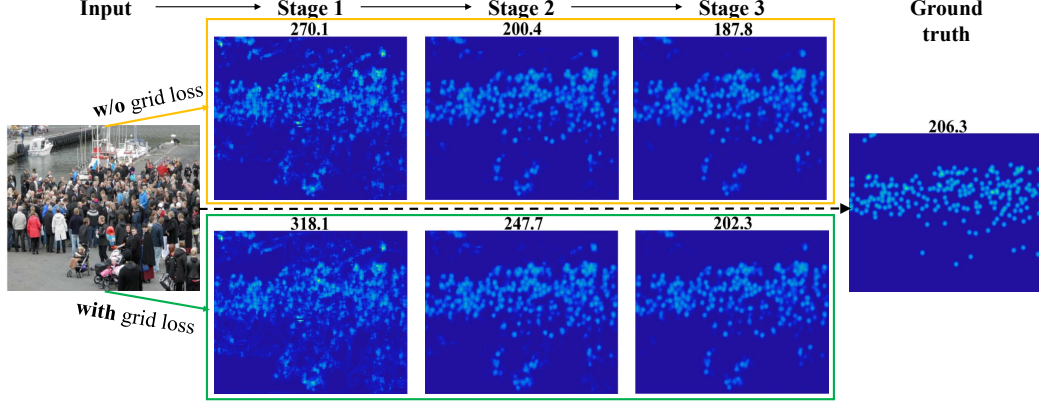 Input Stage 1 Stage 2 Stage 3 Ground
truth
270.1 200.4 187.8
w/o grid loss
206.3
318.1 247.7 202.3
with grid loss